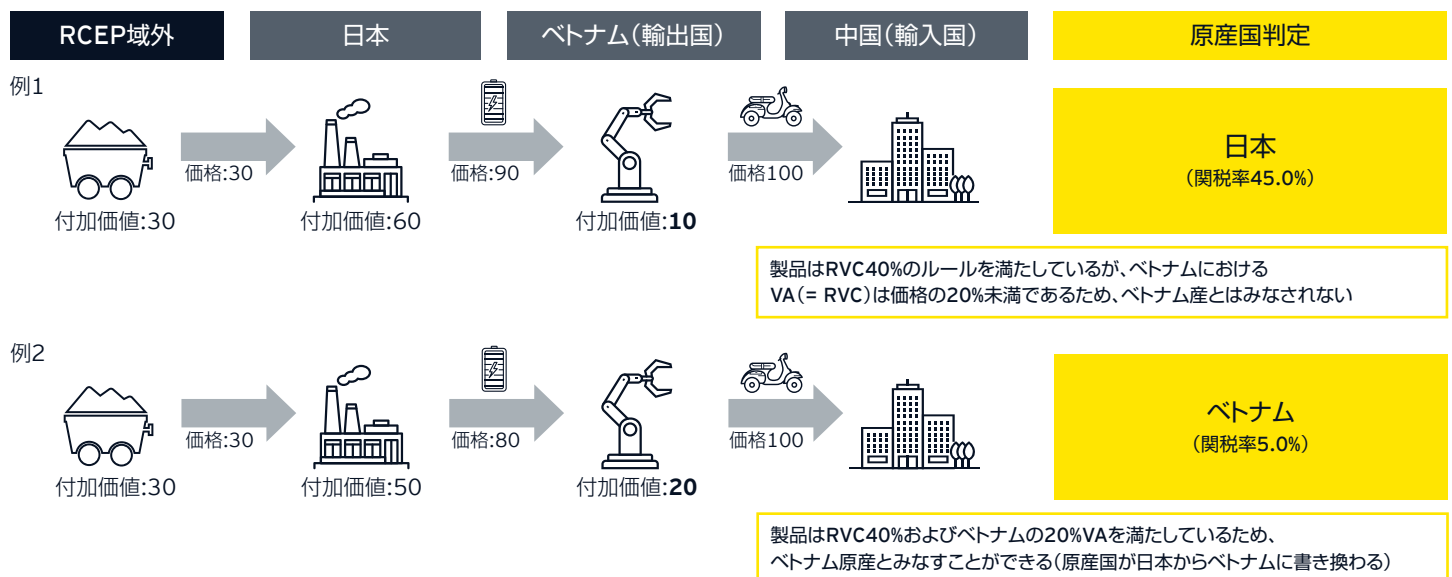 RCEP域外
日本
ベトナム(輸出国)
中国(輸入国)
原産国判定
例1
価格:30
価格:90
価格100
付加価値:30
付加価値:60
付加価値:10
日本
(関税率45.0%)
製品はRVC40%のルールを満たしているが、ベトナムにおける
VA(= RVC)は価格の20%未満であるため、ベトナム産とはみなされない
例2
価格:30
価格:80
価格100
付加価値:30
付加価値:50
付加価値:20
ベトナム
(関税率5.0%)
製品はRVC40%およびベトナムの20%VAを満たしているため、
ベトナム原産とみなすことができる(原産国が日本からベトナムに書き換わる)